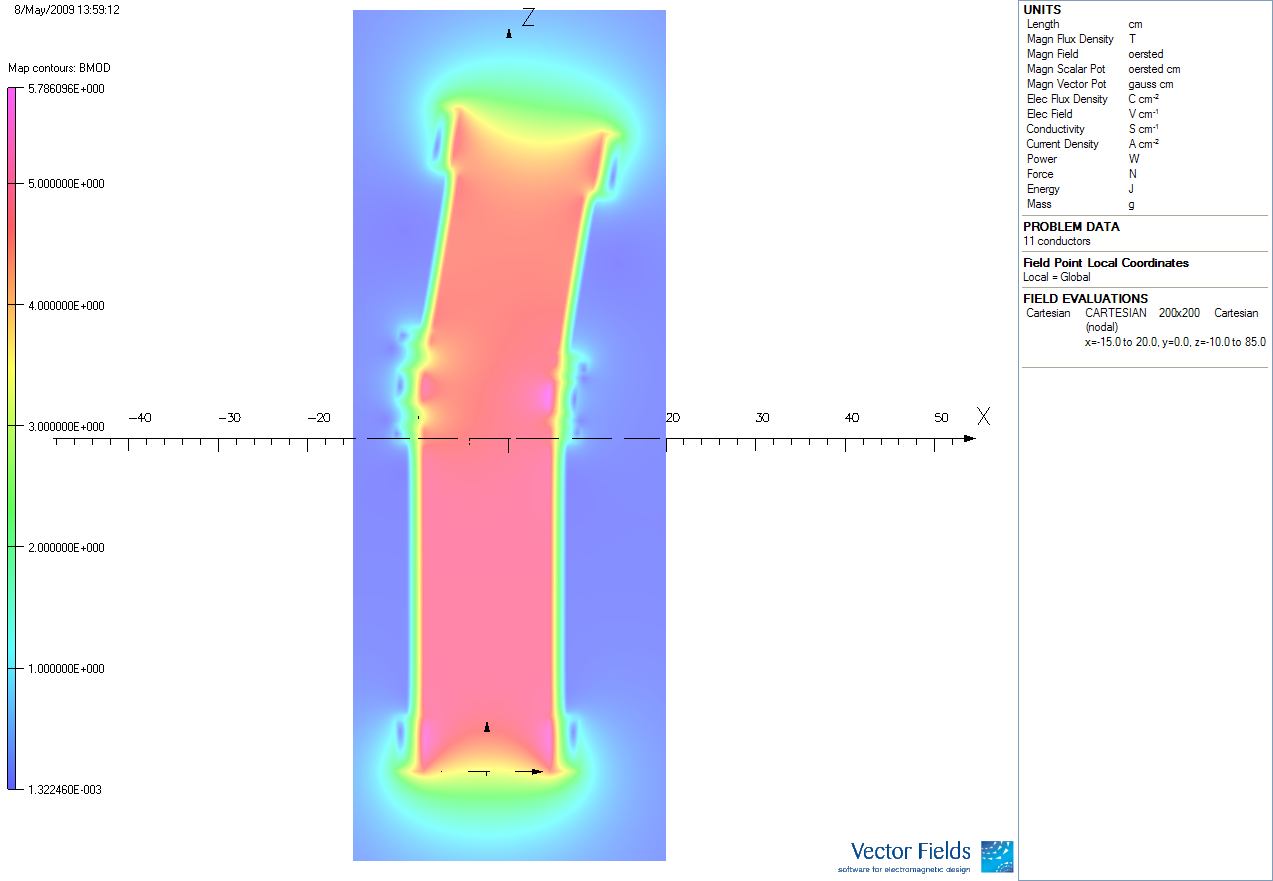 8/May/2009 13:59:12
Map contours: BMOD
5.786096E+000
5.000000E+000
4.000000E+000
3.000000E+000
2.000000E+000
1.000000E+000
1.322460E-003
Z
-40
-30
-20
20
30
40
50
X
UNITS
Length cm
Magn Flux Density T
Magn Field oersted
Magn Scalar Pot oersted cm
Magn Vector Pot gauss cm
Elec Flux Density C cm⁻²
Elec Field V cm⁻¹
Conductivity S cm⁻¹
Current Density A cm⁻²
Power W
Force N
Energy J
Mass g
PROBLEM DATA
11 conductors
Field Point Local Coordinates
Local = Global
FIELD EVALUATIONS
Cartesian CARTESIAN 200x200 Cartesian
(nodal)
x=-15.0 to 20.0, y=0.0, z=-10.0 to 85.0
Vector Fields
software for electromagnetic design